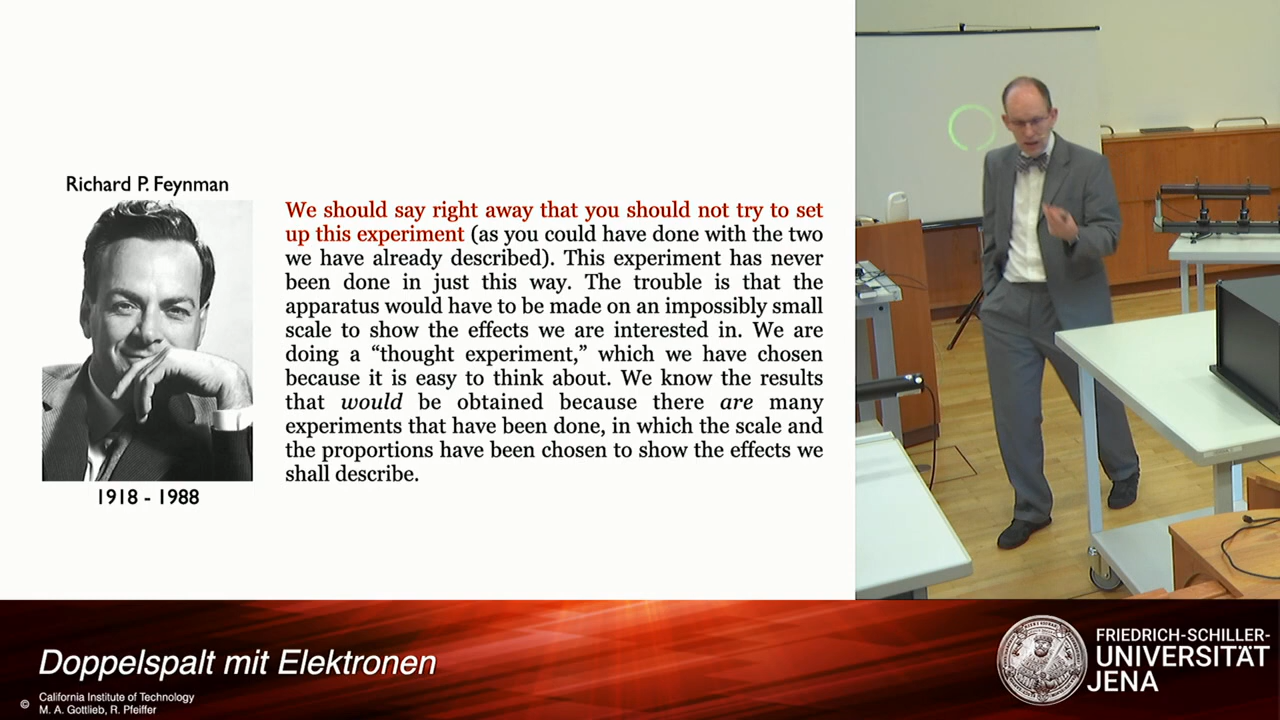 Richard P. Feynman
1918 - 1988
We should say right away that you should not try to set
up this experiment (as you could have done with the two
we have already described). This experiment has never
been done in just this way. The trouble is that the
apparatus would have to be made on an impossibly small
scale to show the effects we are interested in. We are
doing a “thought experiment,” which we have chosen
because it is easy to think about. We know the results
that would be obtained because there are many
experiments that have been done, in which the scale and
the proportions have been chosen to show the effects we
shall describe.
Doppelspalt mit Elektronen
© California Institute of Technology
M. A. Gottlieb, R. Pfeiffer
FRIEDRICH-SCHILLER-
UNIVERSITÄT
JENA